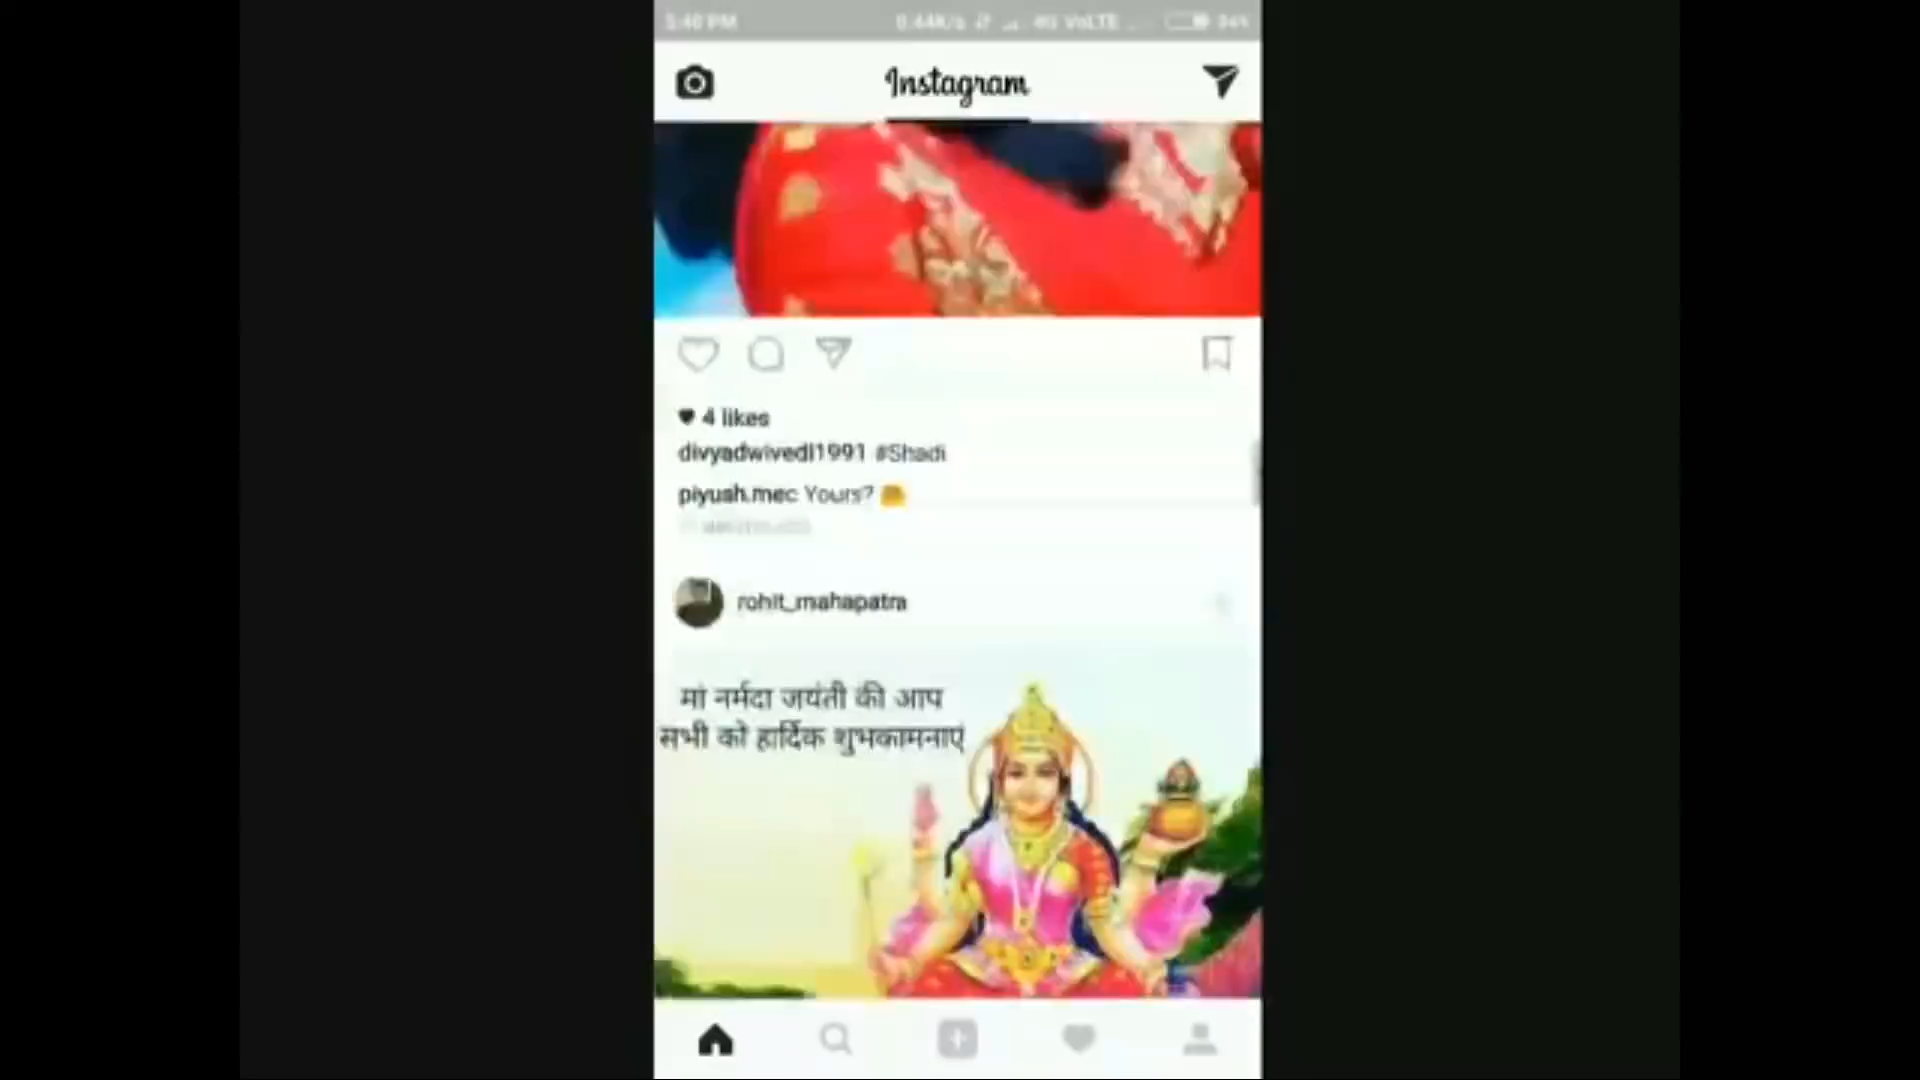 Instagram
4 likes
divyadwivedi1991 #Shadi
piyush.mec Yours?
rohit_mahapatra
मां नर्मदा जयंती की आप
सभी को हार्दिक शुभकामनाएं